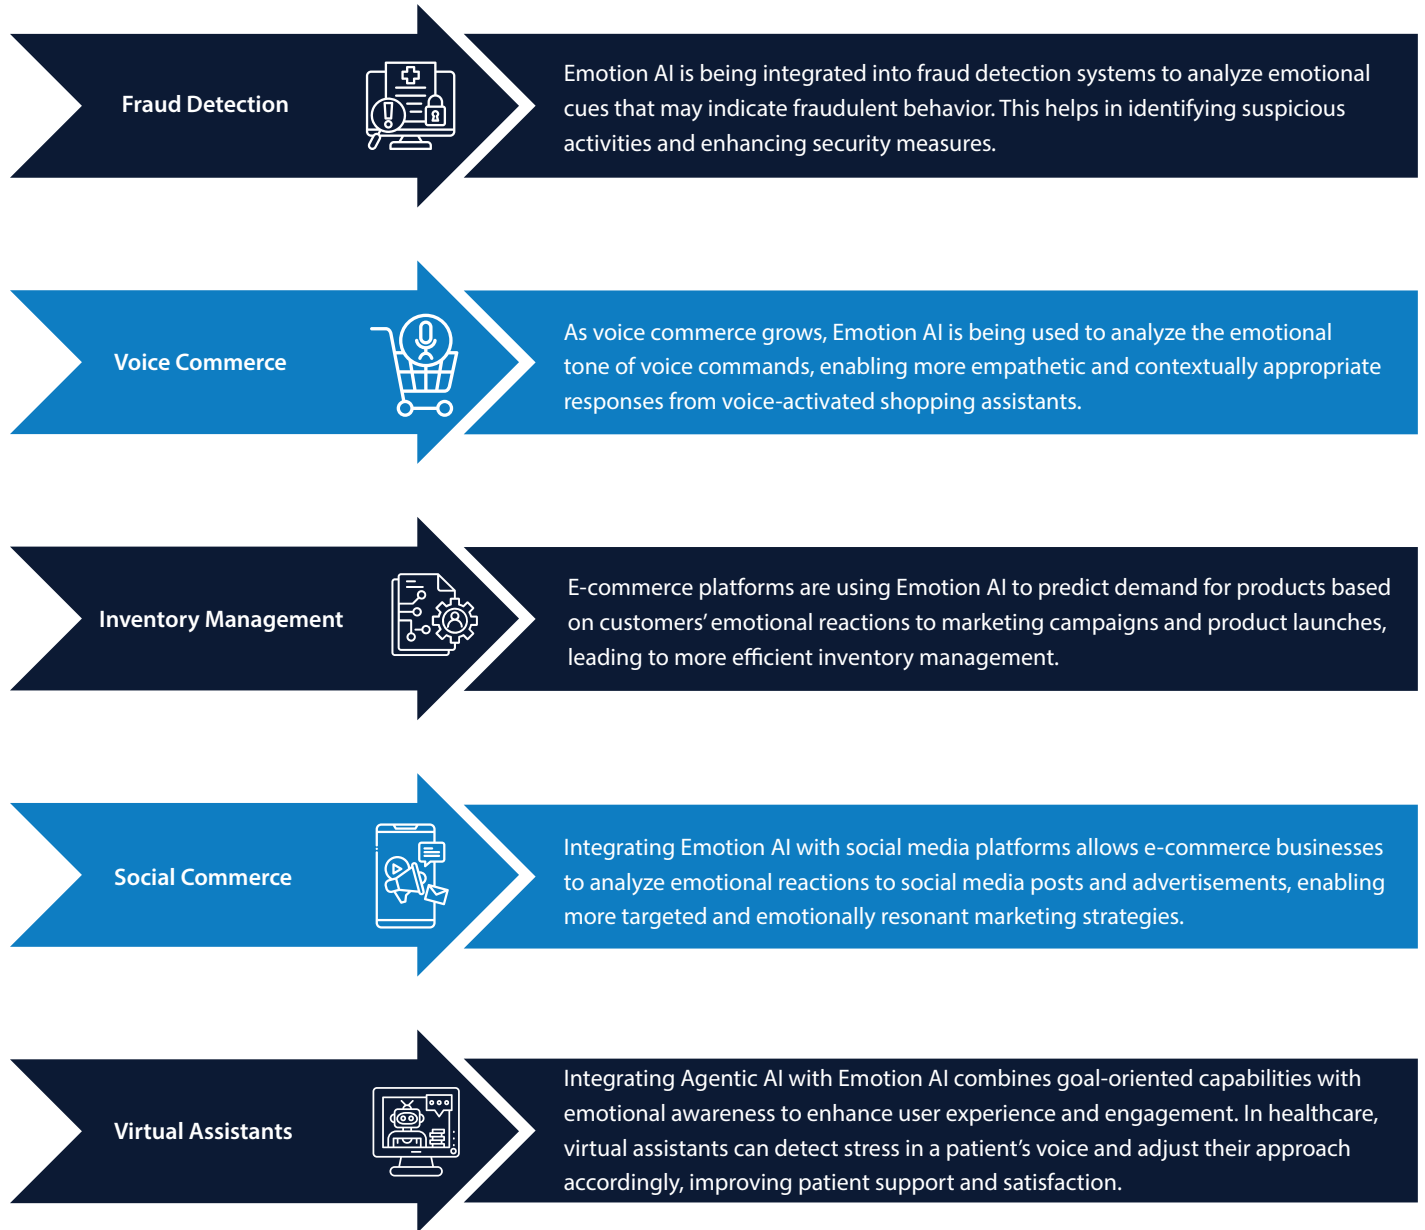 Fraud Detection
Emotion AI is being integrated into fraud detection systems to analyze emotional
cues that may indicate fraudulent behavior. This helps in identifying suspicious
activities and enhancing security measures.
Voice Commerce
As voice commerce grows, Emotion AI is being used to analyze the emotional
tone of voice commands, enabling more empathetic and contextually appropriate
responses from voice-activated shopping assistants.
Inventory Management
E-commerce platforms are using Emotion AI to predict demand for products based
on customers’ emotional reactions to marketing campaigns and product launches,
leading to more efficient inventory management.
Social Commerce
Integrating Emotion AI with social media platforms allows e-commerce businesses
to analyze emotional reactions to social media posts and advertisements, enabling
more targeted and emotionally resonant marketing strategies.
Virtual Assistants
Integrating Agentic AI with Emotion AI combines goal-oriented capabilities with
emotional awareness to enhance user experience and engagement. In healthcare,
virtual assistants can detect stress in a patient’s voice and adjust their approach
accordingly, improving patient support and satisfaction.